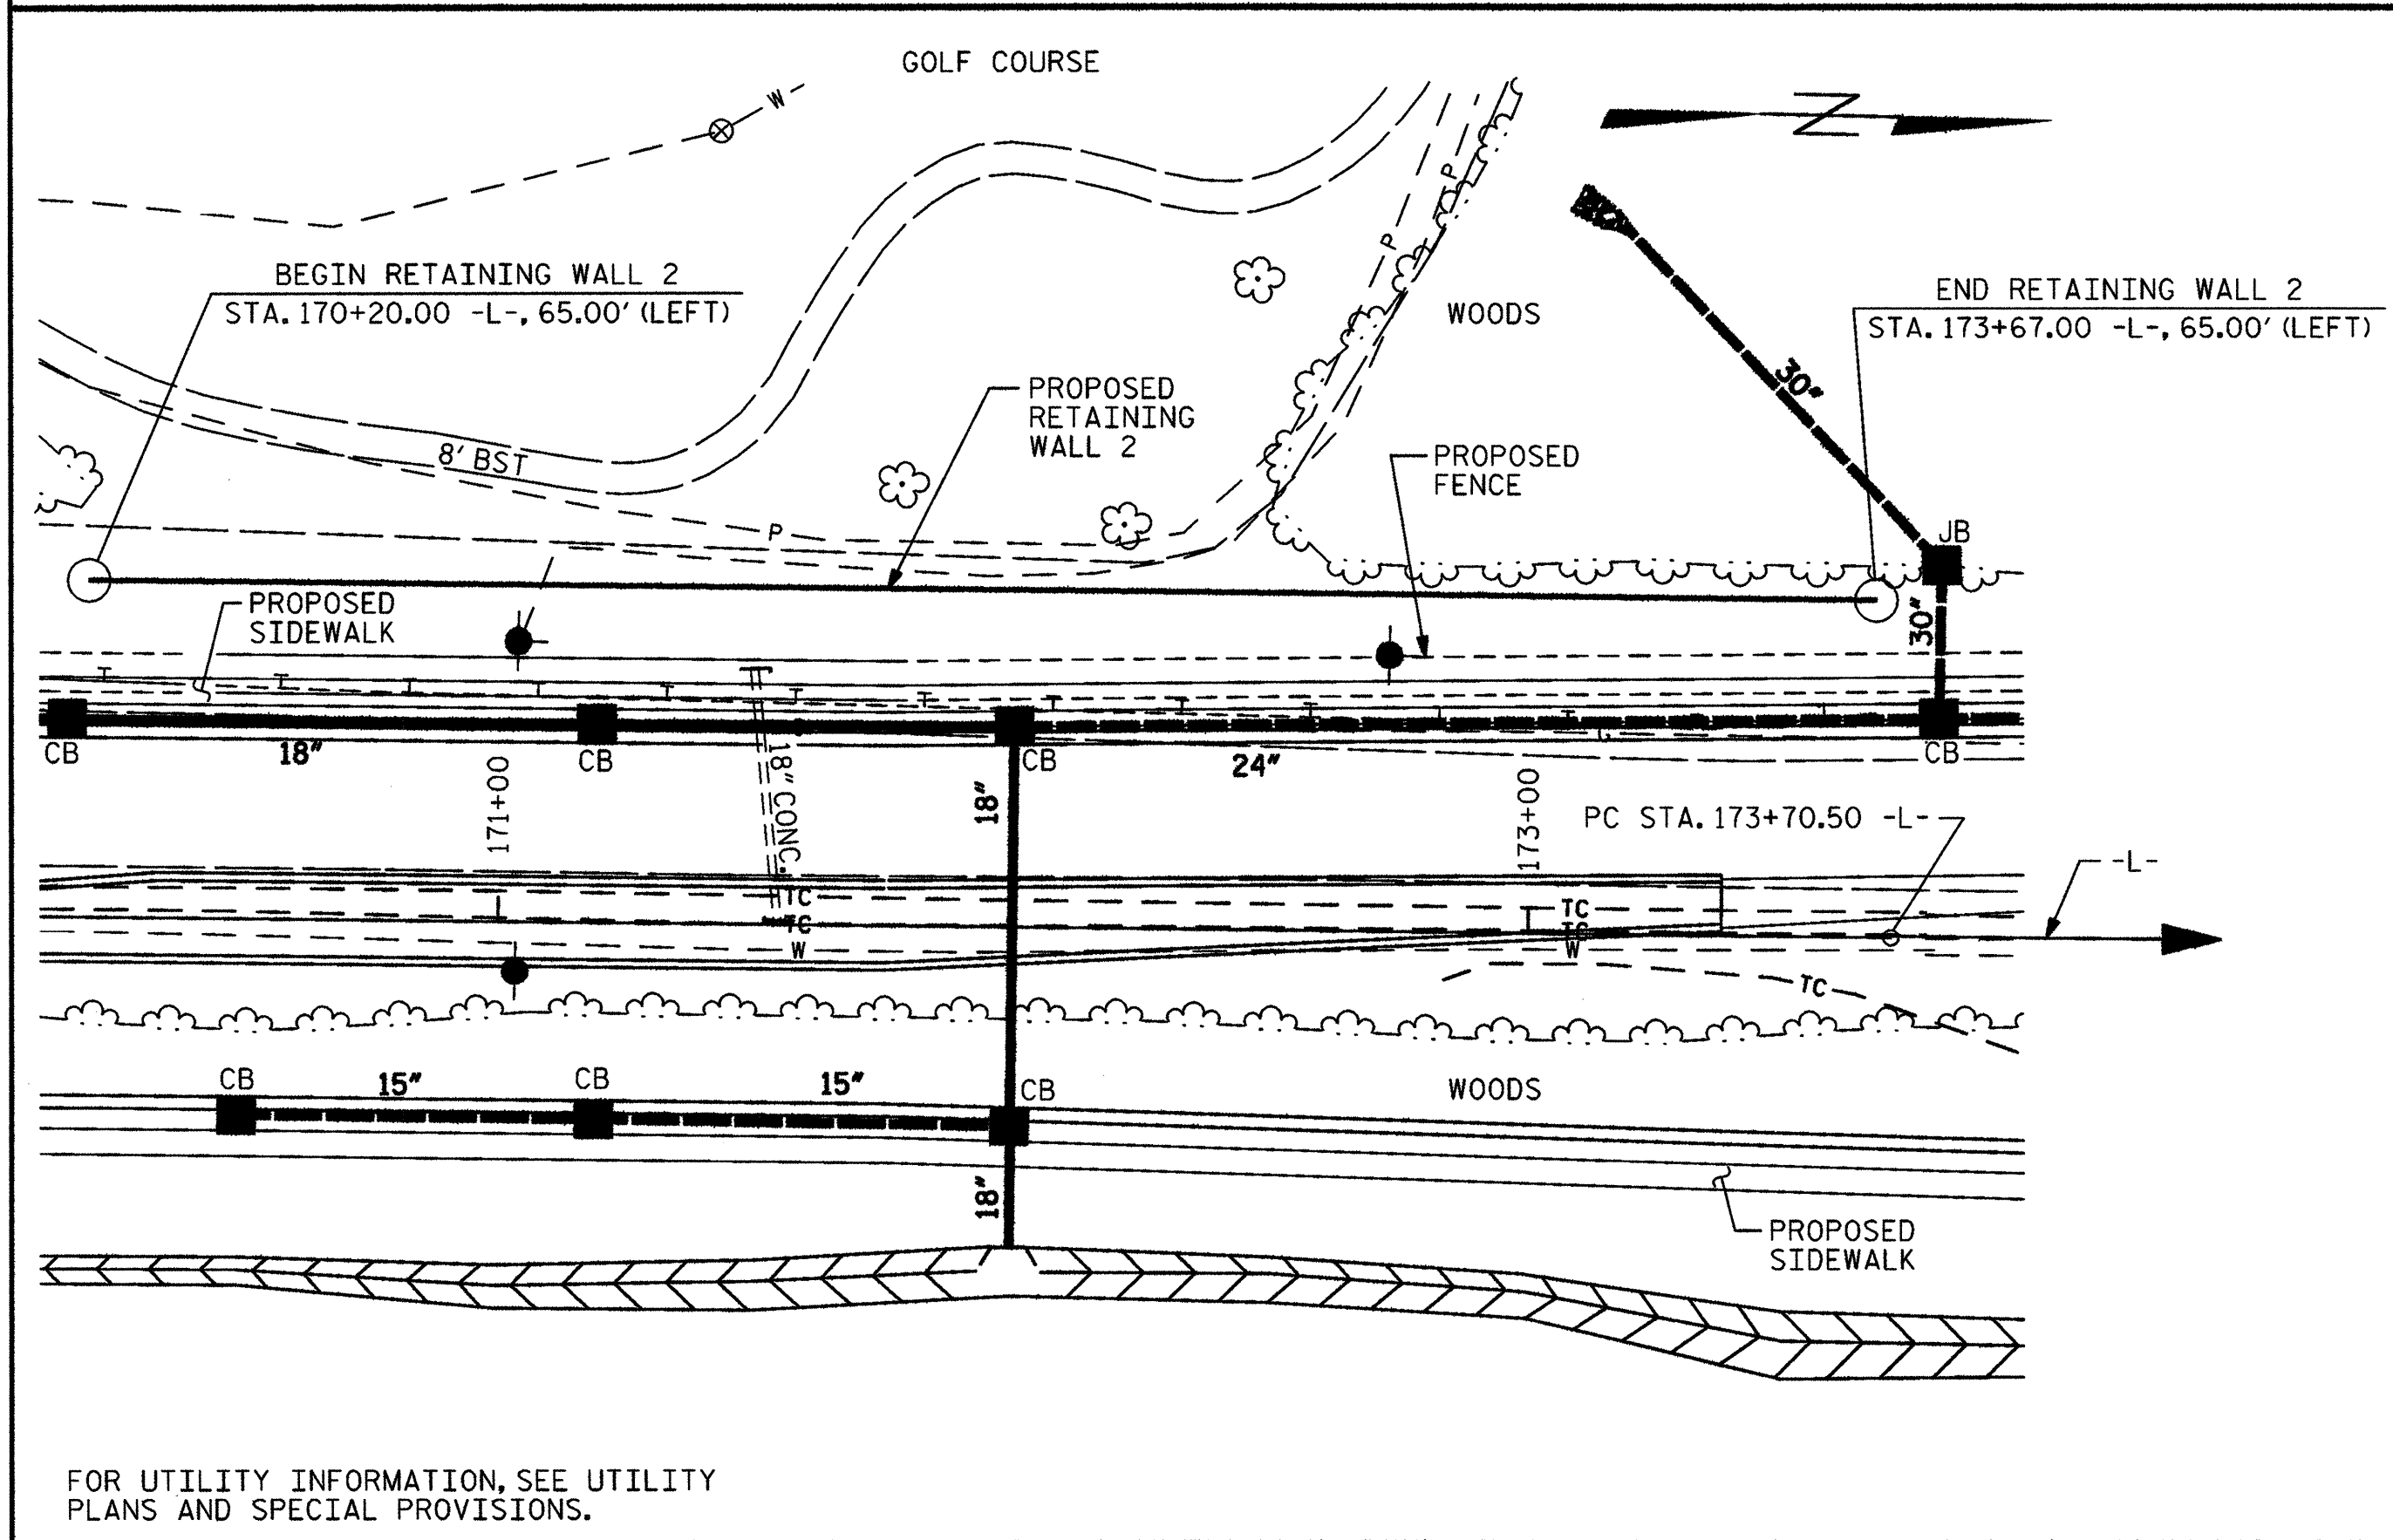 GOLF COURSE
W
N
BEGIN RETAINING WALL 2
STA. 170+20.00 -L-, 65.00' (LEFT)
P
P
WOODS
END RETAINING WALL 2
STA. 173+67.00 -L-, 65.00' (LEFT)
30"
PROPOSED
RETAINING
WALL 2
8' BST
PROPOSED
FENCE
P
JB
PROPOSED
SIDEWALK
30"
CB
18"
CB
CB
24"
CB
171+00
18" CONC.
18"
173+00
PC STA. 173+70.50 -L-
-L-
TC
TC
TC
TC
W
W
TC
CB
15"
CB
15"
CB
WOODS
18"
PROPOSED
SIDEWALK
FOR UTILITY INFORMATION, SEE UTILITY
PLANS AND SPECIAL PROVISIONS.